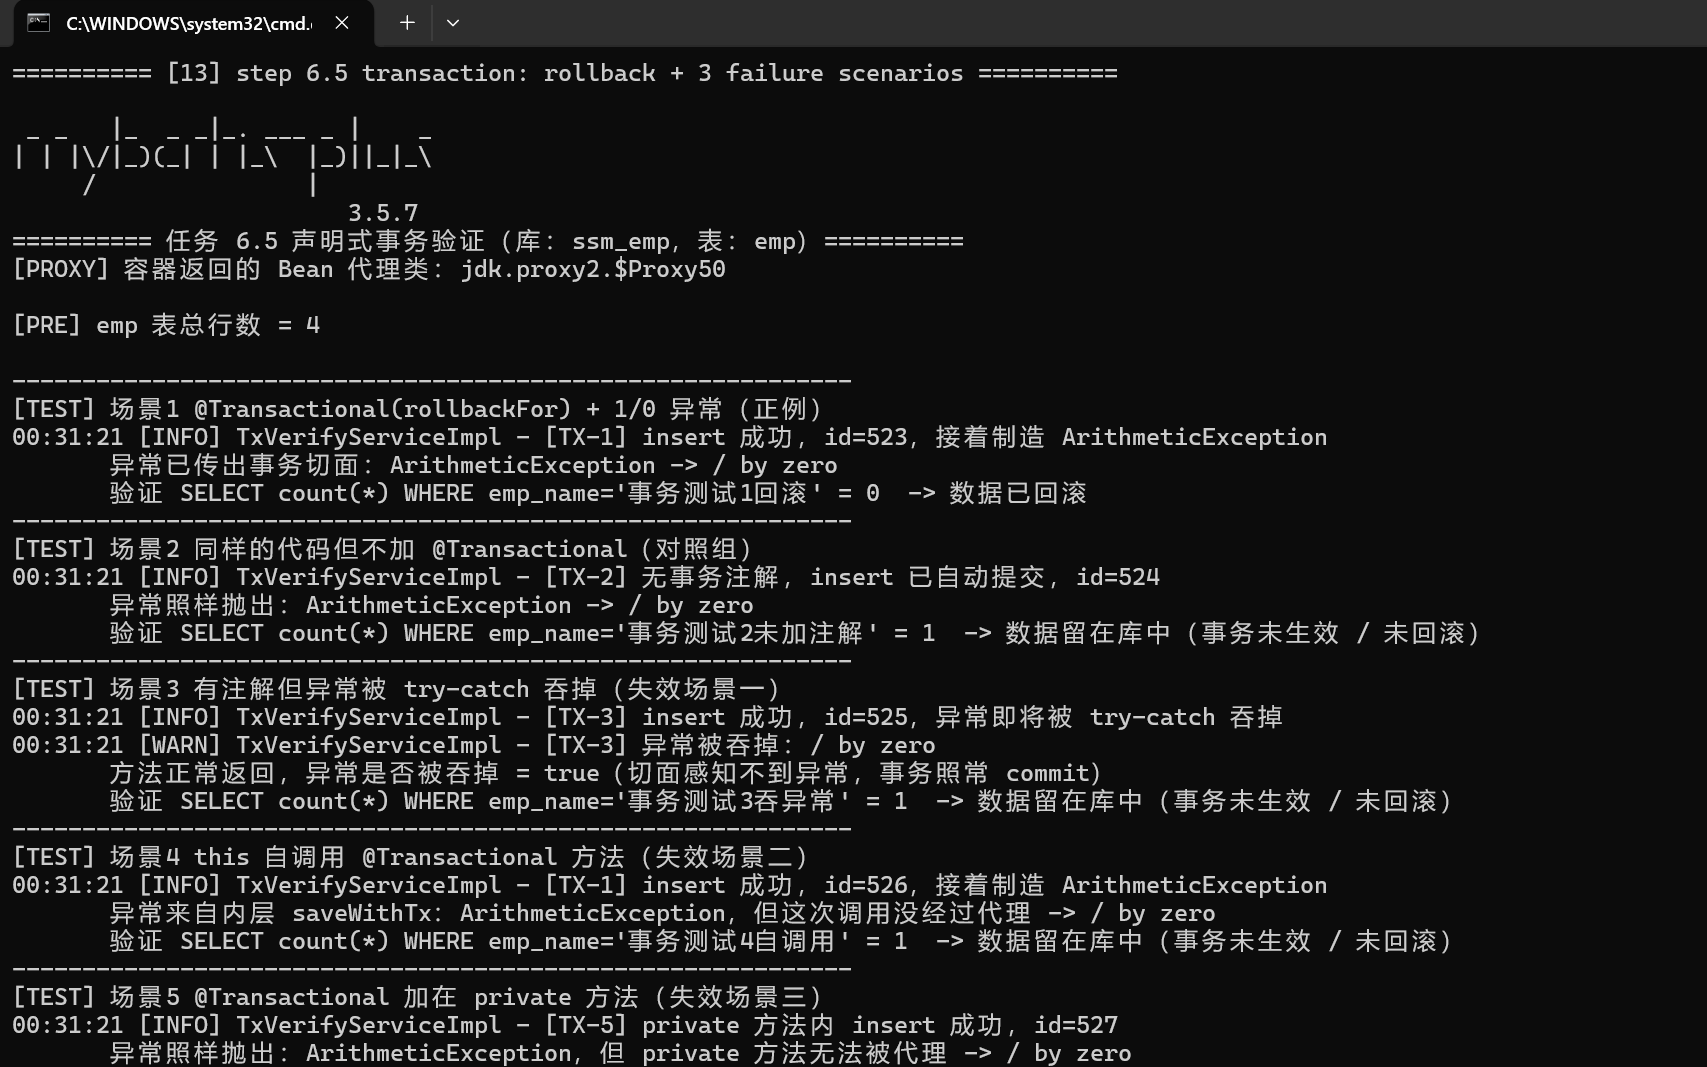 C:\WINDOWS\system32\cmd.
========== [13] step 6.5 transaction: rollback + 3 failure scenarios ==========
 _ _   |_  _ _|_. ___ _ |    _
| | |\/|_)(_| | |_\  |_)||_|_\
     /               |
                        3.5.7
========== 任务 6.5 声明式事务验证（库：ssm_emp，表：emp）==========
[PROXY] 容器返回的 Bean 代理类：jdk.proxy2.$Proxy50
[PRE] emp 表总行数 = 4
------------------------------------------------------------
[TEST] 场景1 @Transactional(rollbackFor) + 1/0 异常（正例）
00:31:21 [INFO] TxVerifyServiceImpl - [TX-1] insert 成功, id=523, 接着制造 ArithmeticException
       异常已传出事务切面：ArithmeticException -> / by zero
       验证 SELECT count(*) WHERE emp_name='事务测试1回滚' = 0  -> 数据已回滚
------------------------------------------------------------
[TEST] 场景2 同样的代码但不加 @Transactional（对照组）
00:31:21 [INFO] TxVerifyServiceImpl - [TX-2] 无事务注解, insert 已自动提交, id=524
       异常照样抛出：ArithmeticException -> / by zero
       验证 SELECT count(*) WHERE emp_name='事务测试2未加注解' = 1  -> 数据留在库中（事务未生效 / 未回滚）
------------------------------------------------------------
[TEST] 场景3 有注解但异常被 try-catch 吞掉（失效场景一）
00:31:21 [INFO] TxVerifyServiceImpl - [TX-3] insert 成功, id=525, 异常即将被 try-catch 吞掉
00:31:21 [WARN] TxVerifyServiceImpl - [TX-3] 异常被吞掉：/ by zero
       方法正常返回, 异常是否被吞掉 = true（切面感知不到异常, 事务照常 commit）
       验证 SELECT count(*) WHERE emp_name='事务测试3吞异常' = 1  -> 数据留在库中（事务未生效 / 未回滚）
------------------------------------------------------------
[TEST] 场景4 this 自调用 @Transactional 方法（失效场景二）
00:31:21 [INFO] TxVerifyServiceImpl - [TX-1] insert 成功, id=526, 接着制造 ArithmeticException
       异常来自内层 saveWithTx：ArithmeticException, 但这次调用没经过代理 -> / by zero
       验证 SELECT count(*) WHERE emp_name='事务测试4自调用' = 1  -> 数据留在库中（事务未生效 / 未回滚）
------------------------------------------------------------
[TEST] 场景5 @Transactional 加在 private 方法（失效场景三）
00:31:21 [INFO] TxVerifyServiceImpl - [TX-5] private 方法内 insert 成功, id=527
       异常照样抛出：ArithmeticException, 但 private 方法无法被代理 -> / by zero